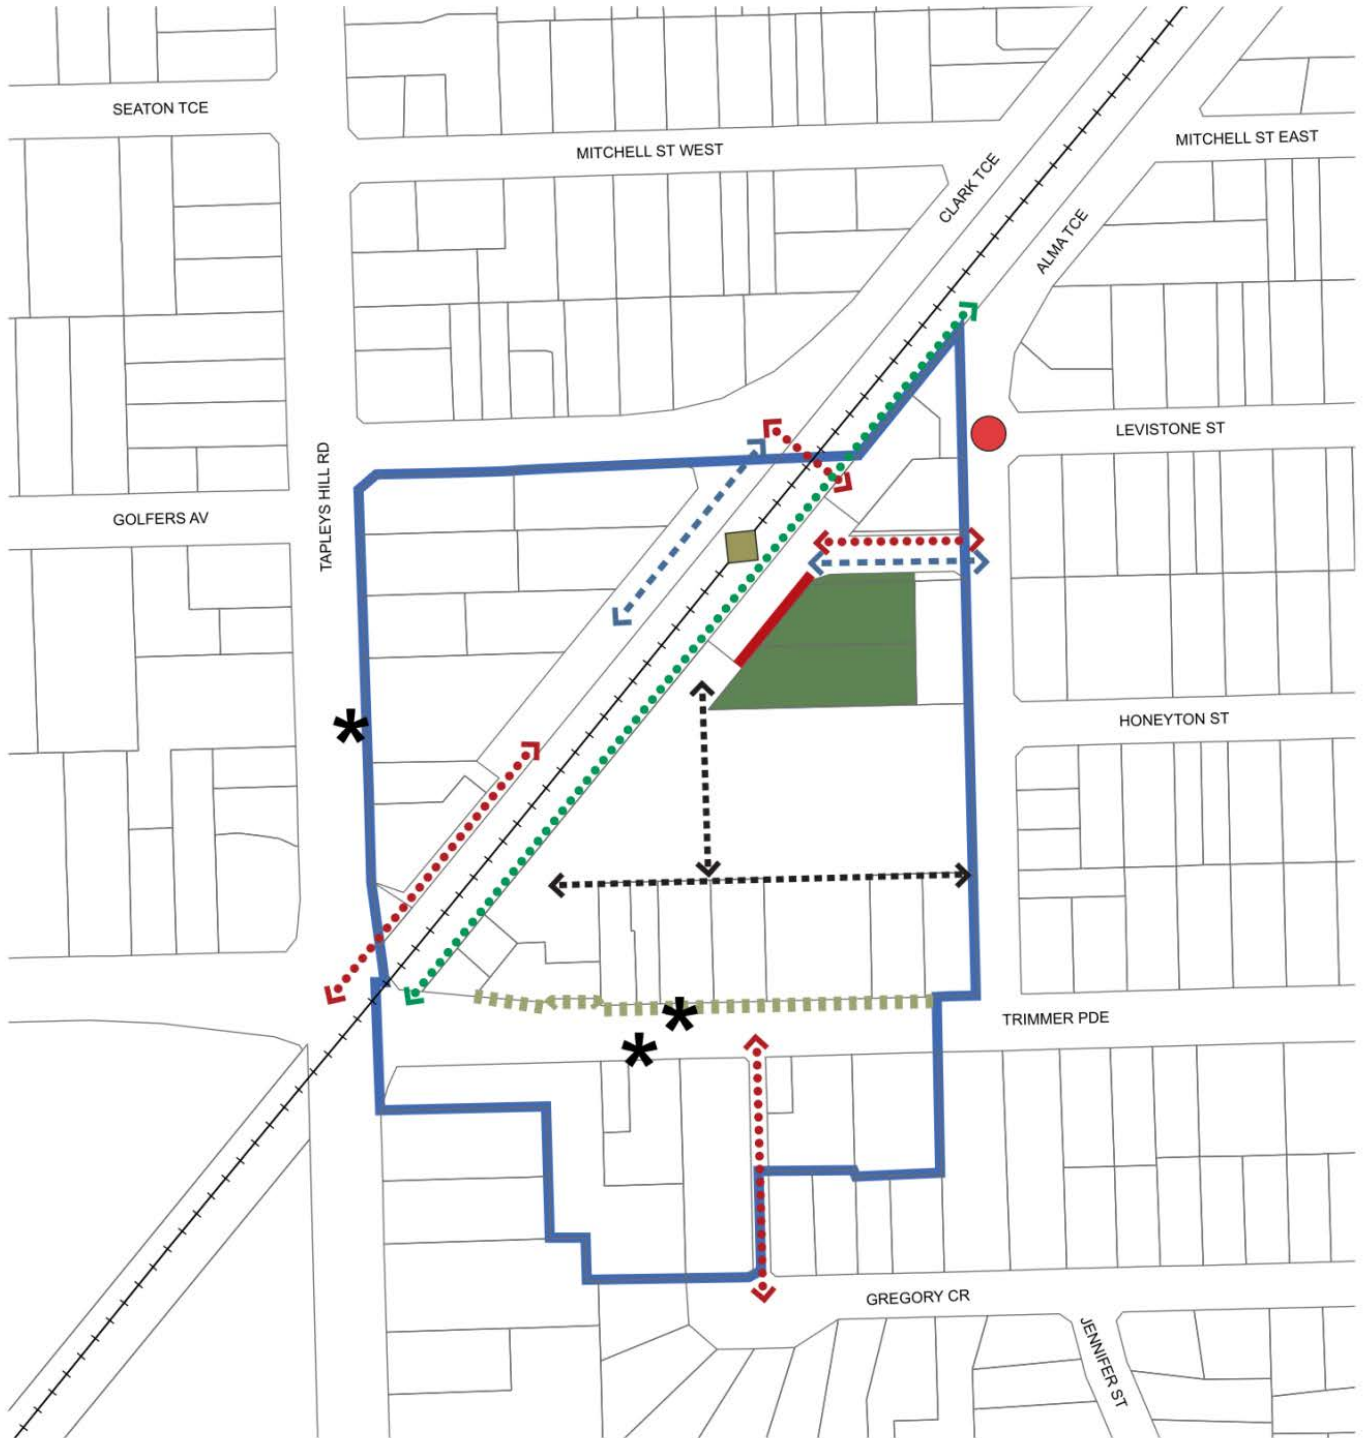 SEATON TCE
MITCHELL ST WEST
MITCHELL ST EAST
CLARK TCE
ALMA TCE
LEVISTONE ST
TAPLEYS HILL RD
GOLFERS AV
HONEYTON ST
TRIMMER PDE
GREGORY CR
JENNIFER ST